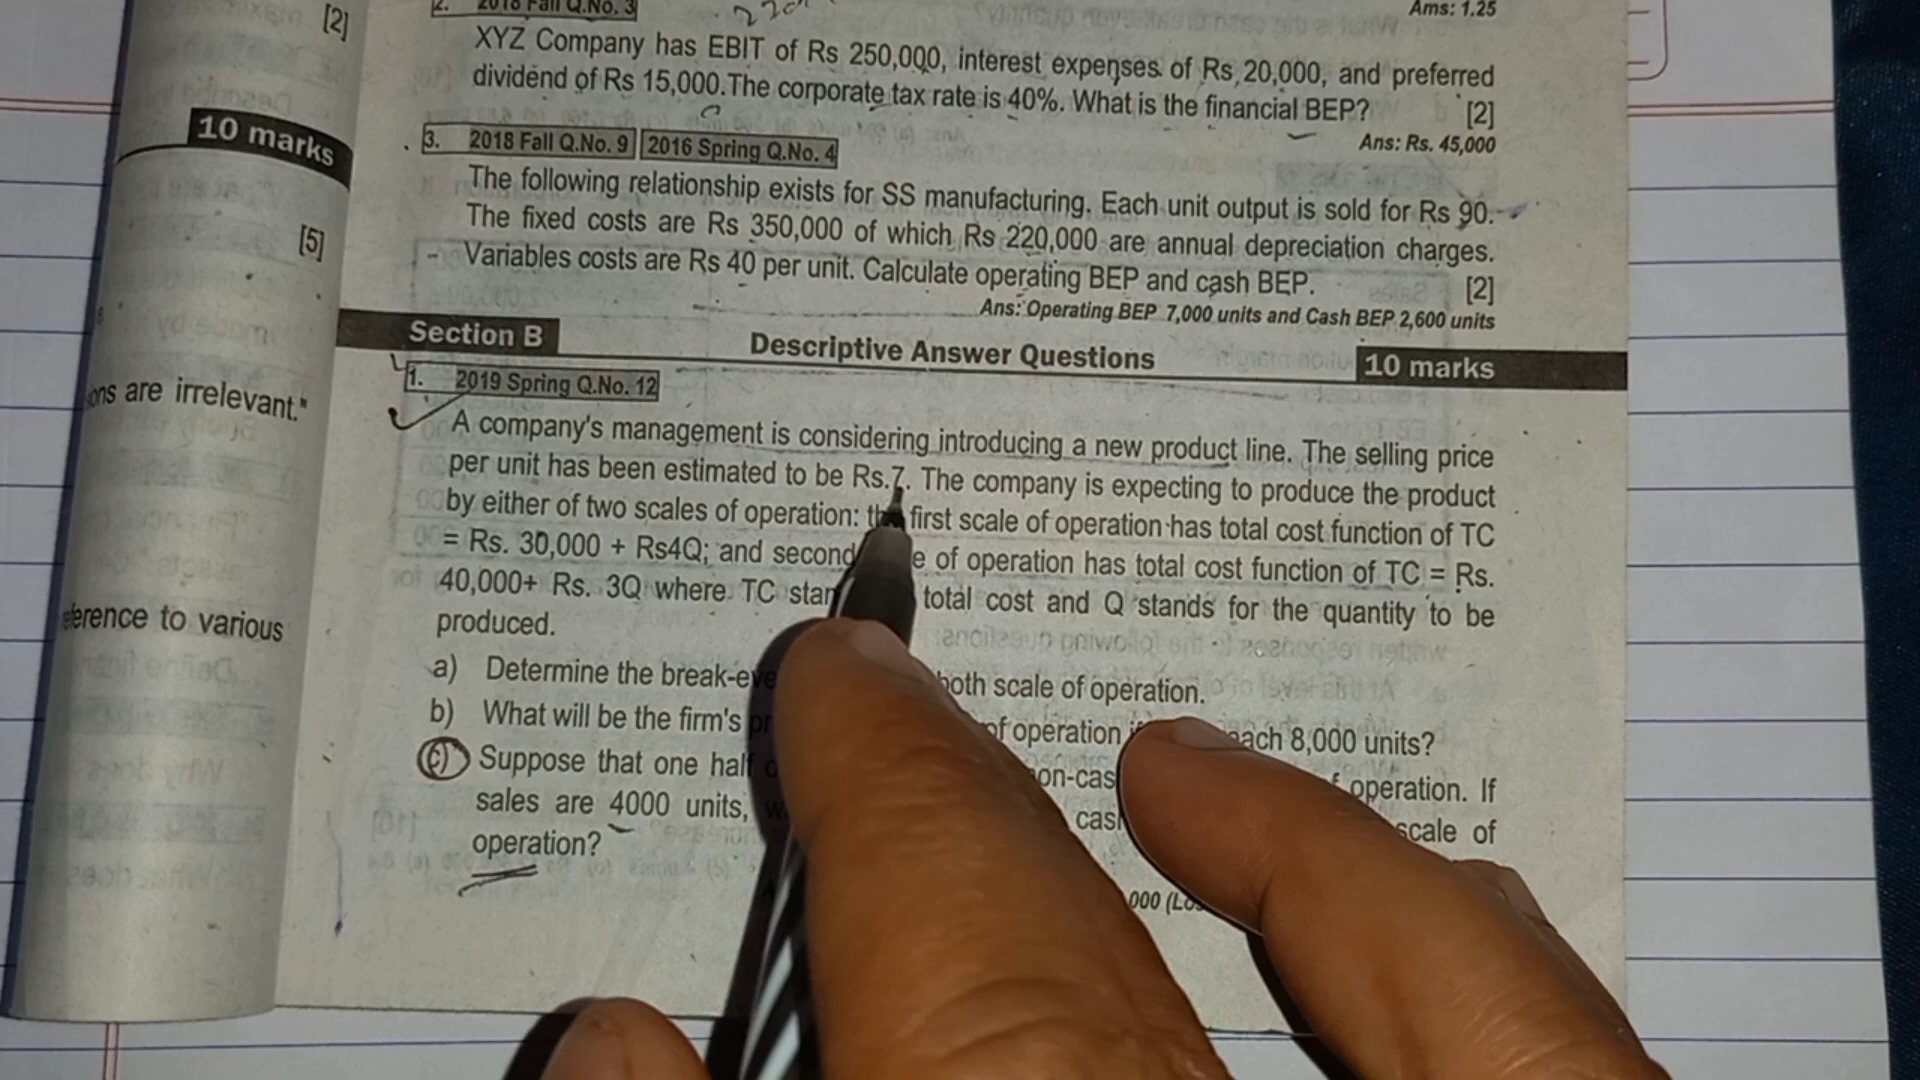 [2]
10 marks
[5]
ons are irrelevant."
ference to various
2. 2018 Fall Q.No. 3
Ams: 1.25
XYZ Company has EBIT of Rs 250,000, interest expenses of Rs 20,000, and preferred
dividend of Rs 15,000.The corporate tax rate is 40%. What is the financial BEP? [2]
Ans: Rs. 45,000
3. 2018 Fall Q.No. 9 2016 Spring Q.No. 4
The following relationship exists for SS manufacturing. Each unit output is sold for Rs 90.
The fixed costs are Rs 350,000 of which Rs 220,000 are annual depreciation charges.
Variables costs are Rs 40 per unit. Calculate operating BEP and cash BEP. [2]
Ans: Operating BEP 7,000 units and Cash BEP 2,600 units
Section B Descriptive Answer Questions 10 marks
1. 2019 Spring Q.No. 12
A company's management is considering introducing a new product line. The selling price
per unit has been estimated to be Rs.7. The company is expecting to produce the product
by either of two scales of operation: the first scale of operation has total cost function of TC
= Rs. 30,000 + Rs4Q; and second of operation has total cost function of TC = Rs.
40,000+ Rs. 3Q where TC total cost and Q stands for the quantity to be
produced.
a) Determine the both scale of operation.
b) What will be the firm's of operation each 8,000 units?
c) Suppose that one half operation. If
sales are 4000 units, scale of
operation?